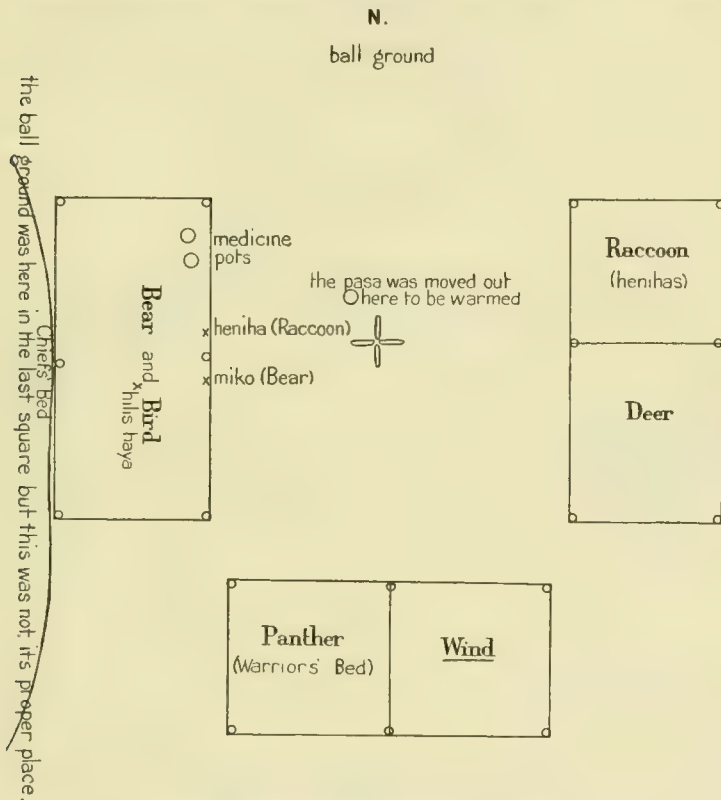 N.
ball ground
the ball ground was here in the last square but this was not it's proper place.
Chiefs' Bed
medicine
pots
Bear and Bird
hilis haya
heniha (Raccoon)
miko (Bear)
the pasa was moved out
here to be warmed
Raccoon
(henihas)
Deer
Panther
(Warriors' Bed)
Wind